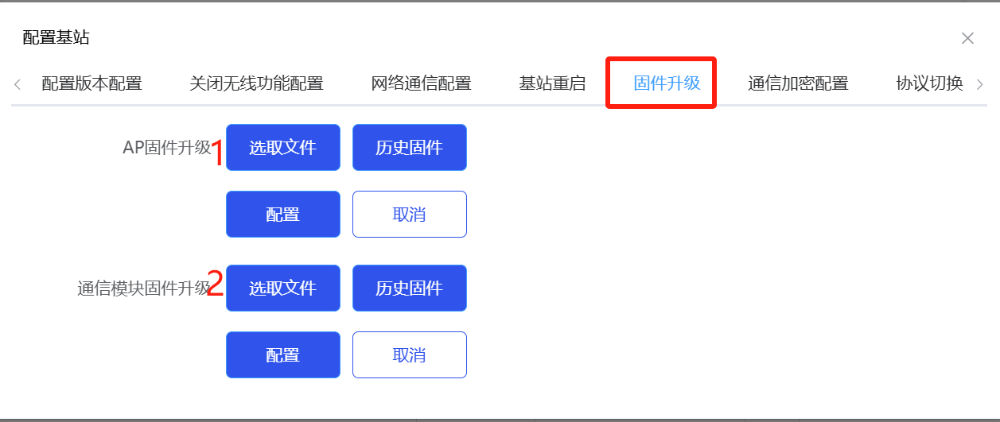 配置基站
配置版本配置 关闭无线功能配置 网络通信配置 基站重启 固件升级 通信加密配置 协议切换
AP固件升级 1 选取文件 历史固件
配置 取消
通信模块固件升级 2 选取文件 历史固件
配置 取消